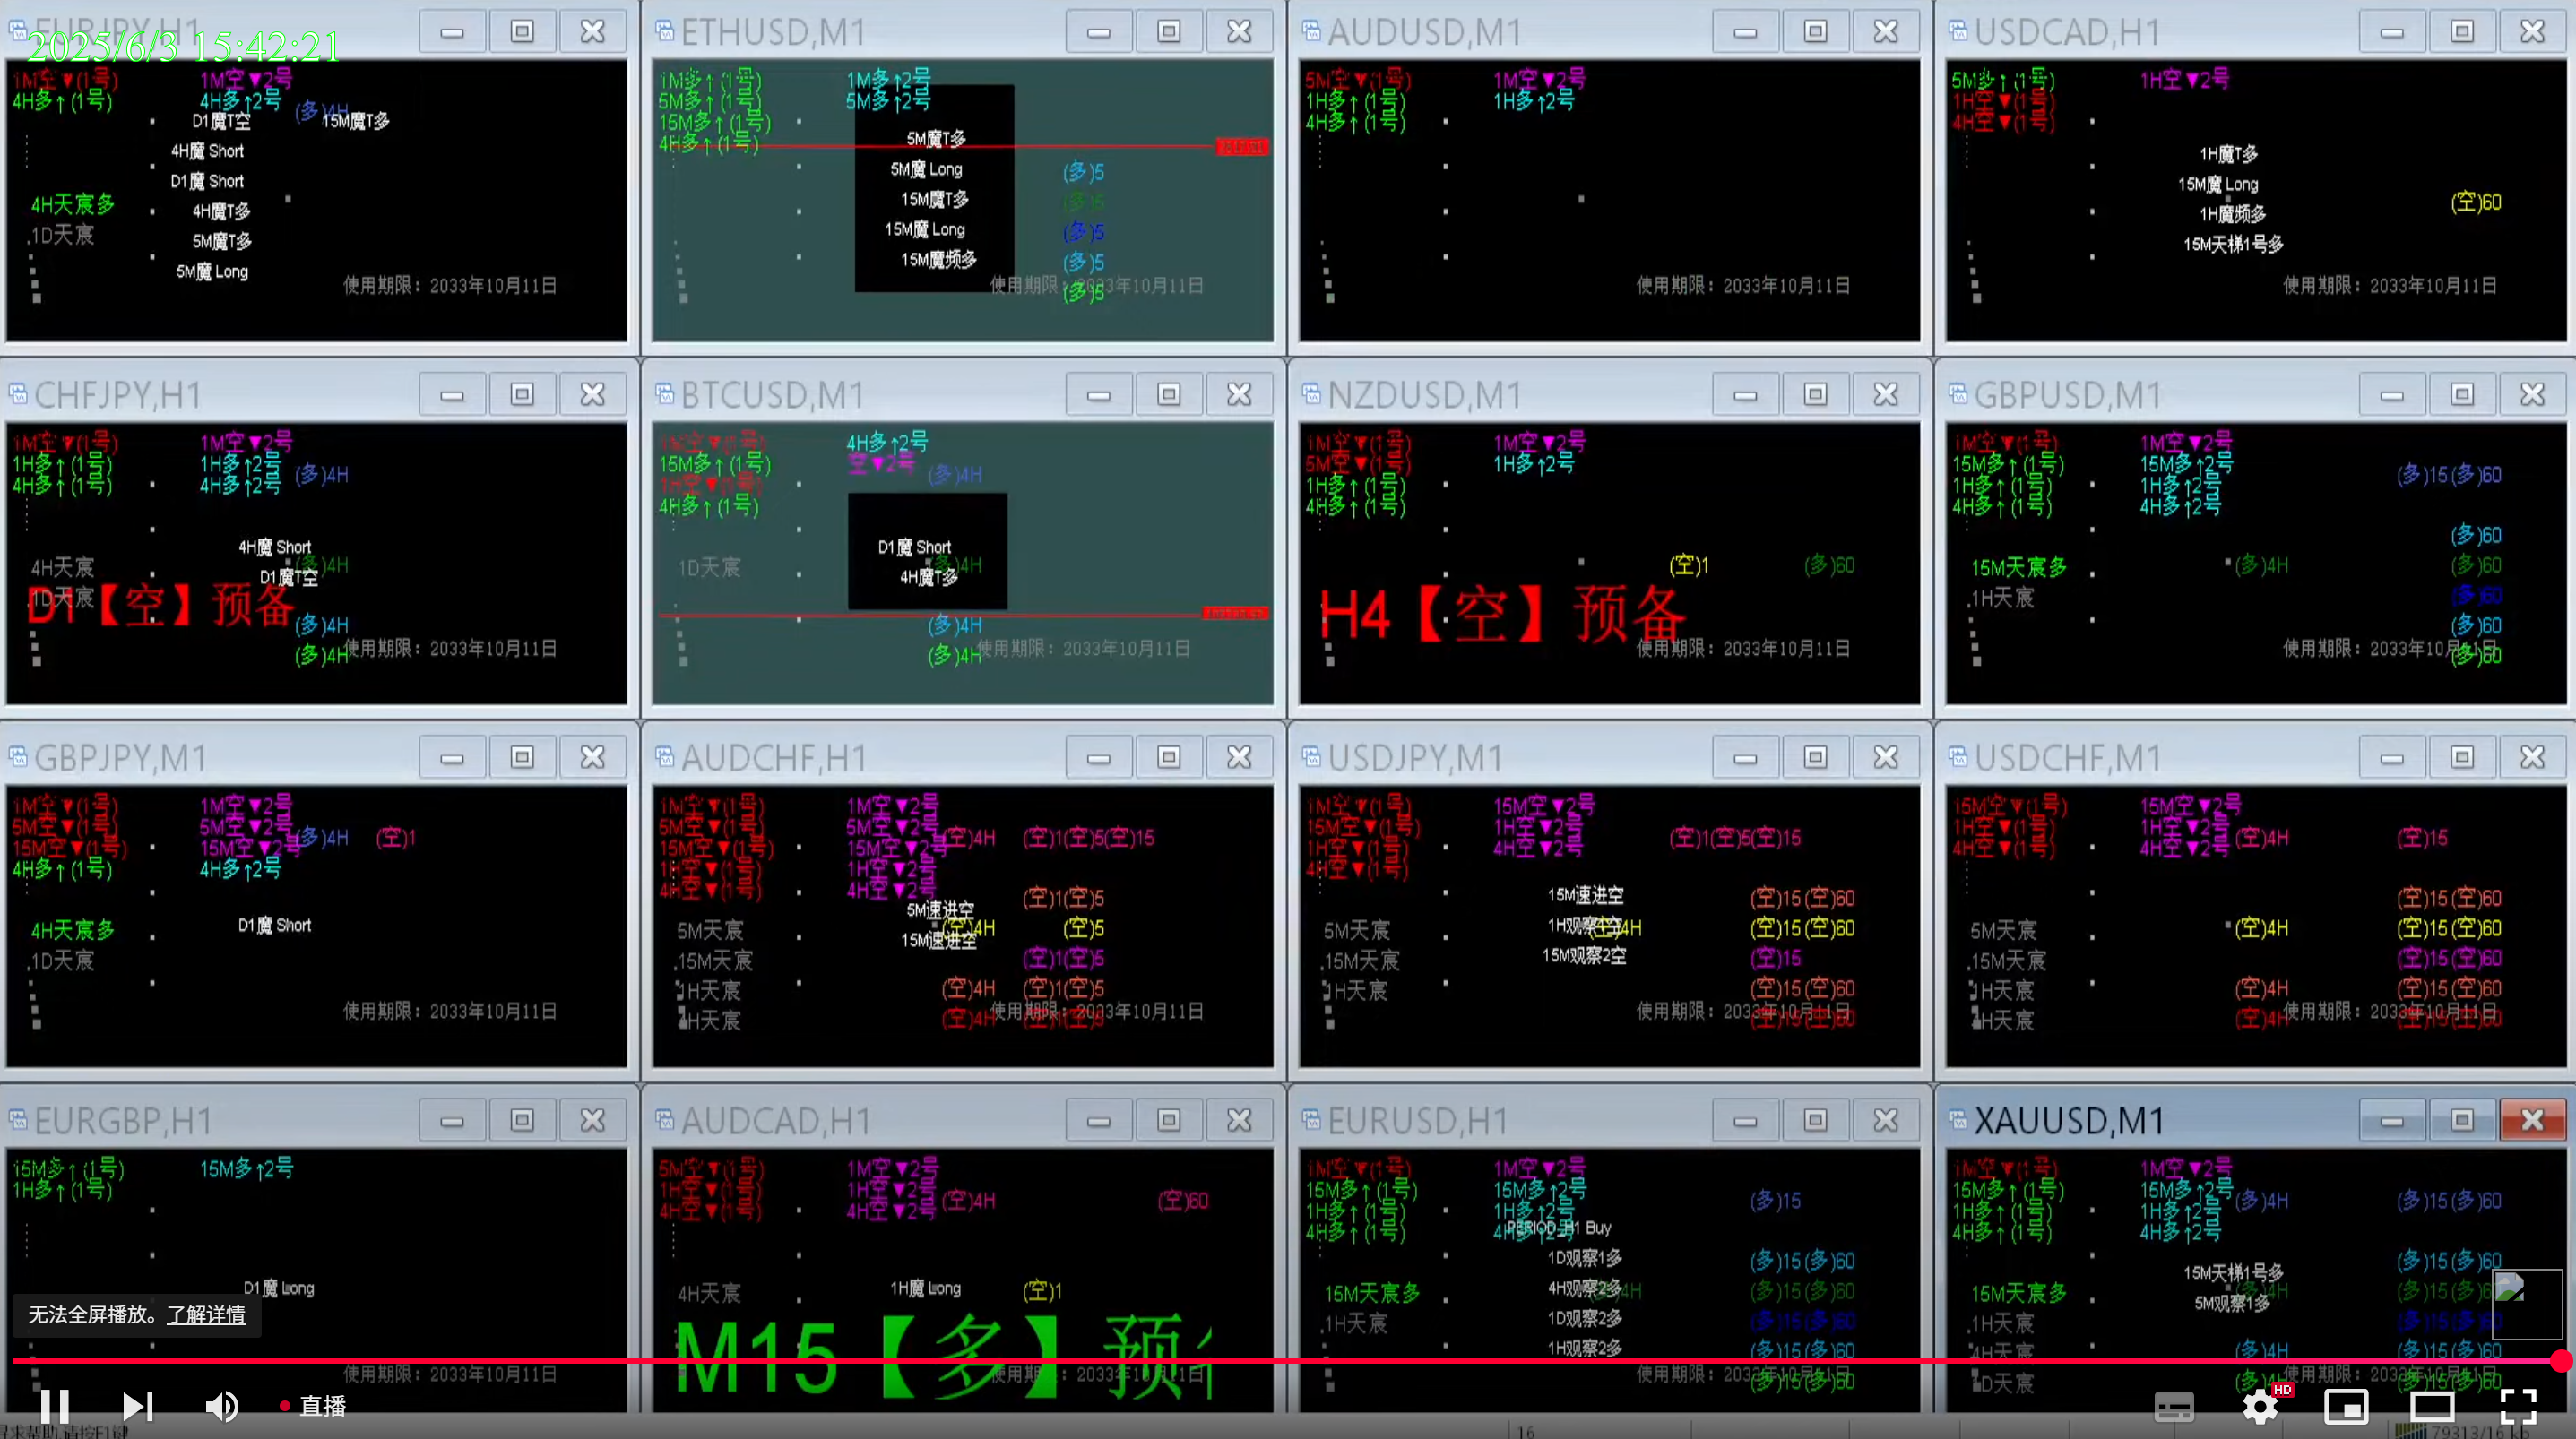 EURJPY,H1
2025/6/3 15:42:21
1M空▼(1号) 1M空▼2号
4H多↑(1号) 4H多↑2号 (多)4H
D1魔T空 15M魔T多
4H魔 Short
D1魔 Short
4H天宸多 4H魔T多
.1D天宸 5M魔T多
5M魔 Long
使用期限：2033年10月11日
ETHUSD,M1
1M多↑(1号) 1M多↑2号
5M多↑(1号) 5M多↑2号
15M多↑(1号)
4H多↑(1号)
5M魔T多
5M魔 Long (多)5
15M魔T多 (多)5
15M魔 Long (多)5
15M魔频多 (多)5
使用期限：2033年10月11日
(多)5
AUDUSD,M1
5M空▼(1号) 1M空▼2号
1H多↑(1号) 1H多↑2号
4H多↑(1号)
使用期限：2033年10月11日
USDCAD,H1
5M多↑(1号) 1H空▼2号
1H空▼(1号)
4H空▼(1号)
1H魔T多
15M魔 Long
1H魔频多 (空)60
15M天梯1号多
使用期限：2033年10月11日
CHFJPY,H1
1M空▼(1号) 1M空▼2号
1H多↑(1号) 1H多↑2号 (多)4H
4H多↑(1号) 4H多↑2号
4H魔 Short
4H天宸 (多)4H
D1魔T空
.1D天宸
D1【空】预备
(多)4H
(多)4H 使用期限：2033年10月11日
BTCUSD,M1
1M空▼(1号) 4H多↑2号
15M多↑(1号) 空▼2号 (多)4H
1H空▼(1号)
4H多↑(1号)
D1魔 Short
1D天宸 (多)4H
4H魔T多
(多)4H
(多)4H 使用期限：2033年10月11日
NZDUSD,M1
1M空▼(1号) 1M空▼2号
5M空▼(1号) 1H多↑2号
1H多↑(1号)
4H多↑(1号)
(空)1 (多)60
H4【空】预备
使用期限：2033年10月11日
GBPUSD,M1
1M空▼(1号) 1M空▼2号
15M多↑(1号) 15M多↑2号 (多)15(多)60
1H多↑(1号) 1H多↑2号
4H多↑(1号) 4H多↑2号
(多)60
15M天宸多 (多)4H (多)60
.1H天宸 (多)60
(多)60
使用期限：2033年10月11日
(多)60
GBPJPY,M1
1M空▼(1号) 1M空▼2号
5M空▼(1号) 5M空▼2号 (多)4H (空)1
15M空▼(1号) 15M空▼2号
4H多↑(1号) 4H多↑2号
4H天宸多 D1魔 Short
.1D天宸
使用期限：2033年10月11日
AUDCHF,H1
1M空▼(1号) 1M空▼2号
5M空▼(1号) 5M空▼2号 (空)4H (空)1(空)5(空)15
15M空▼(1号) 15M空▼2号
1H空▼(1号) 1H空▼2号
4H空▼(1号) 4H空▼2号
5M速进空 (空)1(空)5
5M天宸 (空)4H (空)5
15M速进空
.15M天宸 (空)1(空)5
1H天宸 (空)4H (空)1(空)5
4H天宸 (空)4H (空)1(空)5
使用期限：2033年10月11日
USDJPY,M1
1M空▼(1号) 15M空▼2号
15M空▼(1号) 1H空▼2号 (空)1(空)5(空)15
1H空▼(1号) 4H空▼2号
4H空▼(1号)
15M速进空 (空)15(空)60
5M天宸 (空)4H (空)15(空)60
15M观察2空
.15M天宸 (空)15
1H天宸 (空)15(空)60
使用期限：2033年10月11日
(空)15(空)60
USDCHF,M1
15M空▼(1号) 15M空▼2号
1H空▼(1号) 1H空▼2号 (空)4H (空)15
4H空▼(1号) 4H空▼2号
(空)15(空)60
5M天宸 (空)4H (空)15(空)60
.15M天宸 (空)15(空)60
1H天宸 (空)4H (空)15(空)60
4H天宸 (空)4H (空)15(空)60
使用期限：2033年10月11日
EURGBP,H1
15M多↑(1号) 15M多↑2号
1H多↑(1号)
D1魔 Long
无法全屏播放。了解详情
使用期限：2033年10月11日
AUDCAD,H1
5M空▼(1号) 1M空▼2号
1H空▼(1号) 1H空▼2号 (空)4H (空)60
4H空▼(1号) 4H空▼2号
4H天宸 1H魔 Long (空)1
M15【多】预
使用期限：2033年10月11日
EURUSD,H1
1M空▼(1号) 1M空▼2号
15M多↑(1号) 15M多↑2号 (多)15
1H多↑(1号) 1H多↑2号
4H多↑(1号) 4H多↑2号
PERIOD_H1 Buy
1D观察1多 (多)15(多)60
15M天宸多 4H观察2多 (多)15(多)60
.1H天宸 1D观察2多 (多)15(多)60
1H观察2多 (多)15(多)60
使用期限：2033年10月11日
(多)15(多)60
XAUUSD,M1
1M空▼(1号) 1M空▼2号
15M多↑(1号) 15M多↑2号 (多)4H (多)15(多)60
1H多↑(1号) 1H多↑2号
4H多↑(1号) 4H多↑2号
15M天梯1号多 (多)15(多)60
15M天宸多 (多)4H
5M观察1多
.1H天宸
4H天宸 (多)4H (多)15(多)60
使用期限：2033年10月11日
直播
HD
16
79313/16 kb